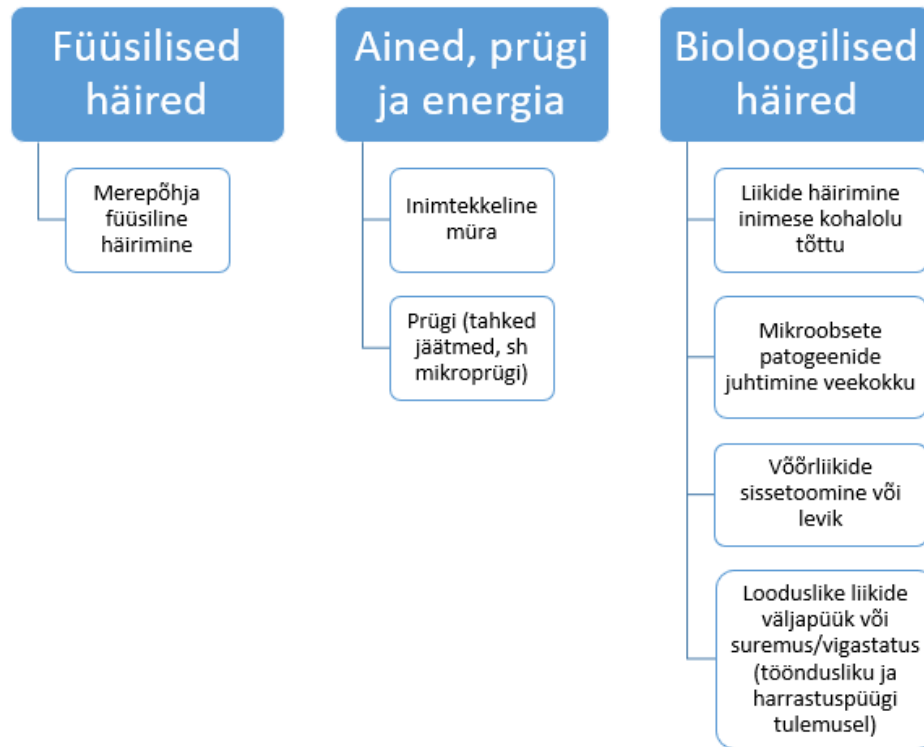 Füüsilised
häired
Merepõhja
füüsiline
häirimine
Ained, prügi
ja energia
Inimtekkeline
müra
Prügi (tahked
jäätmed, sh
mikroprügi)
Bioloogilised
häired
Liikide häirimine
inimese kohalolu
tõttu
Mikroobsete
patogeenide
juhtimine veekokku
Võõrliikide
sissetoomine või
levik
Looduslike liikide
väljapüük või
suremus/vigastatus
(tööndusliku ja
harrastuspüügi
tulemusel)